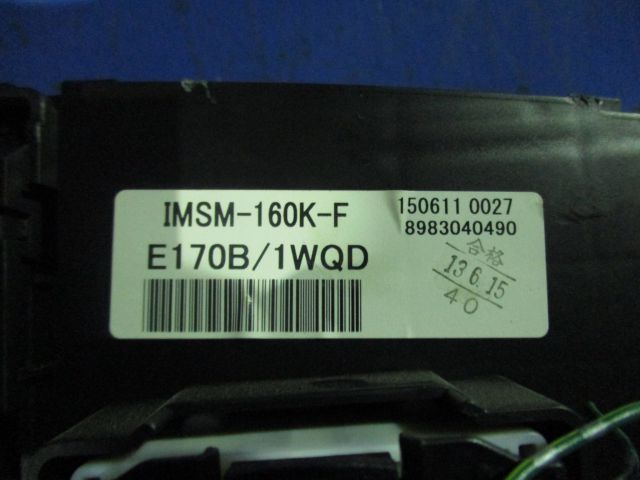 IMSM-160K-F
150611 0027
8983040490
E170B/1WQD
合格
13.6.15
40